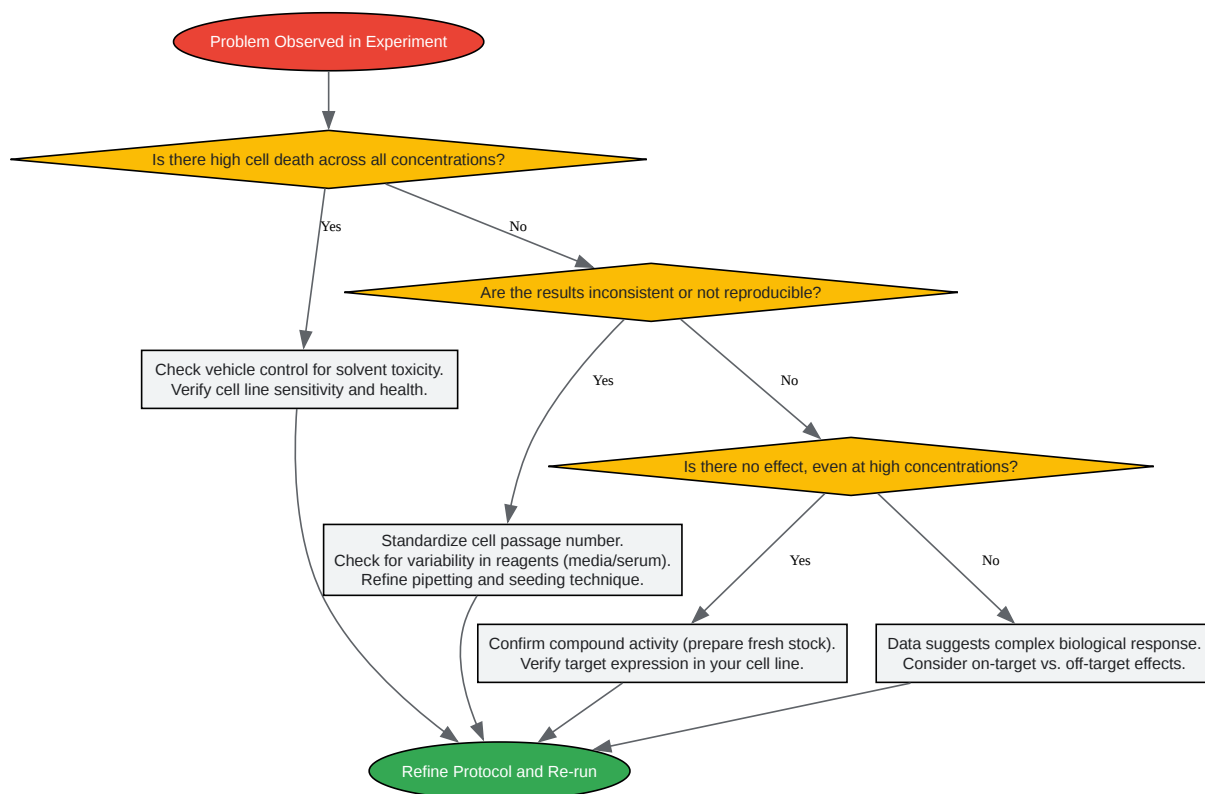 Problem Observed in Experiment
Is there high cell death across all concentrations?
Yes
No
Are the results inconsistent or not reproducible?
Check vehicle control for solvent toxicity.
Verify cell line sensitivity and health.
Yes
No
Is there no effect, even at high concentrations?
Standardize cell passage number.
Check for variability in reagents (media/serum).
Refine pipetting and seeding technique.
Yes
No
Confirm compound activity (prepare fresh stock).
Verify target expression in your cell line.
Data suggests complex biological response.
Consider on-target vs. off-target effects.
Refine Protocol and Re-run